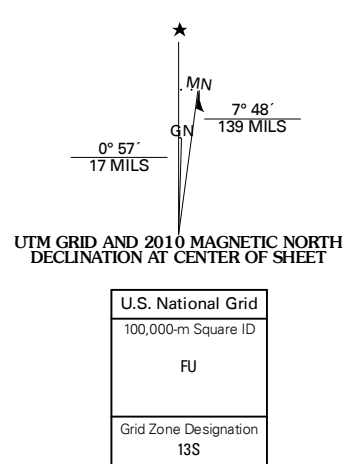 ★
MN
7° 48´
139 MILS
GN
0° 57´
17 MILS
UTM GRID AND 2010 MAGNETIC NORTH
DECLINATION AT CENTER OF SHEET
U.S. National Grid
100,000-m Square ID
FU
Grid Zone Designation
13S